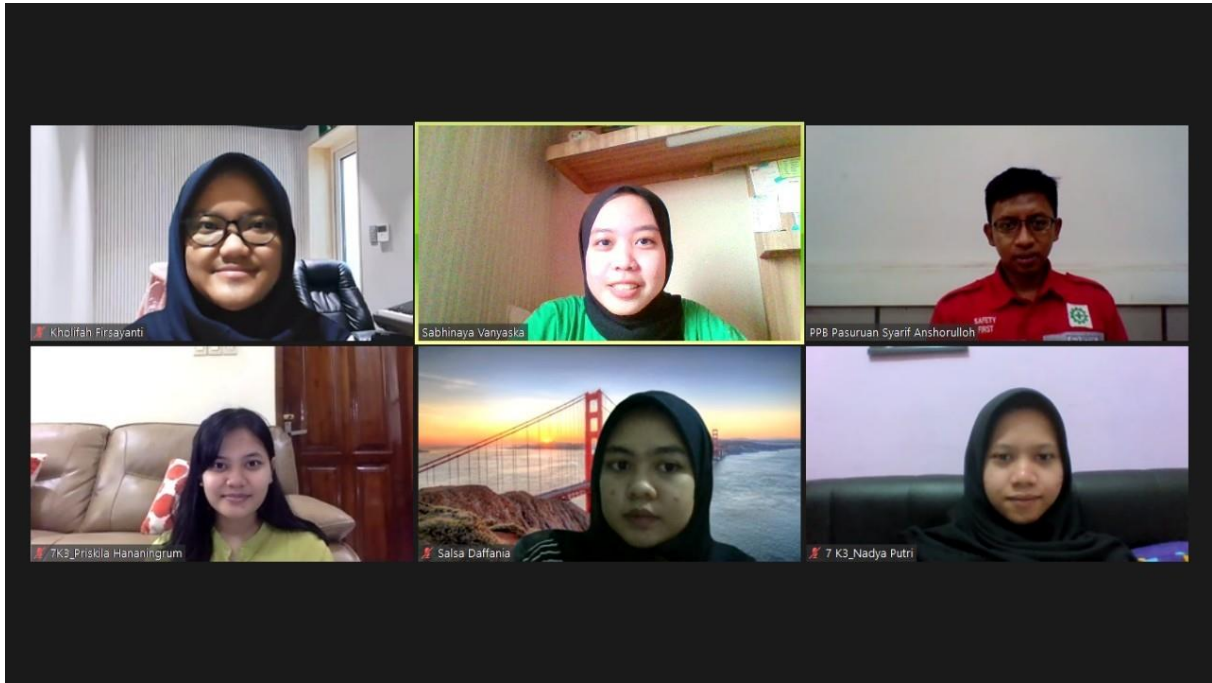 Kholifah Firsayanti
Sabhinaya Vanyaska
SAFETY
FIRST
PPB Pasuruan Syarif Anshorulloh
7K3_Priskila Hananingrum
Salsa Daffania
7 K3_Nadya Putri